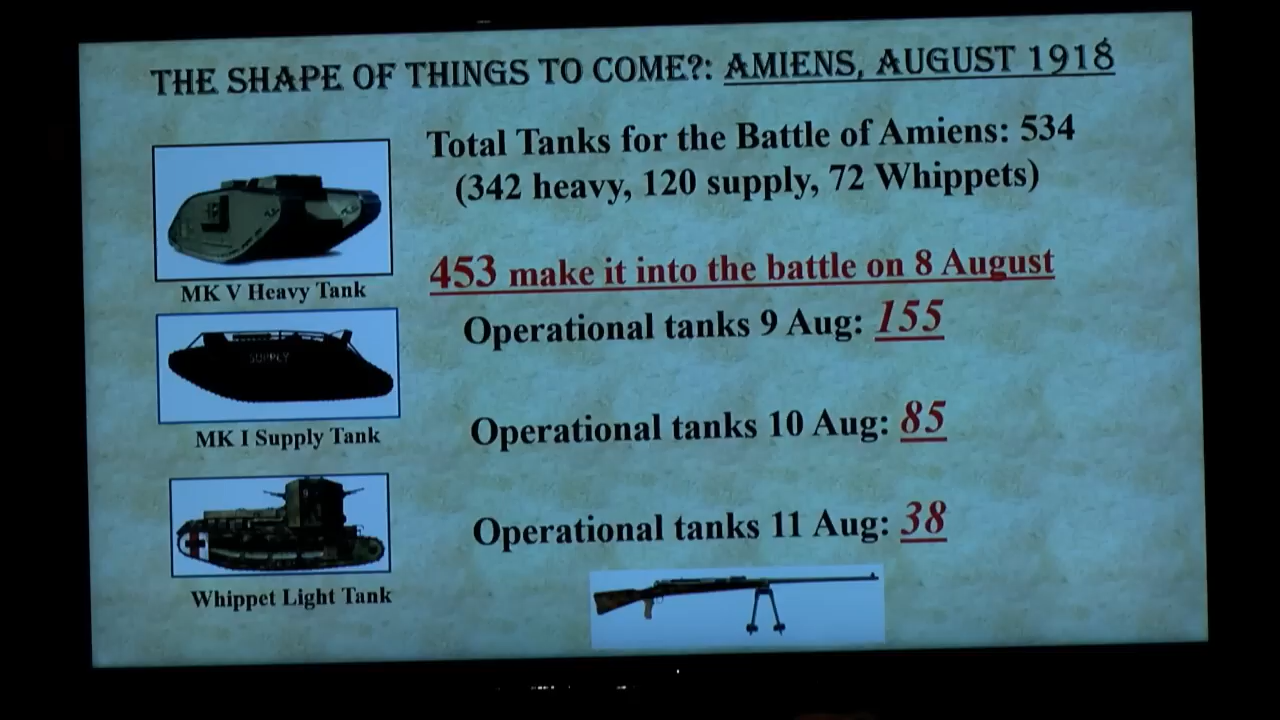 THE SHAPE OF THINGS TO COME?: AMIENS, AUGUST 1918
Total Tanks for the Battle of Amiens: 534
(342 heavy, 120 supply, 72 Whippets)
453 make it into the battle on 8 August
MK V Heavy Tank
Operational tanks 9 Aug: 155
SUPPLY
MK I Supply Tank
Operational tanks 10 Aug: 85
Operational tanks 11 Aug: 38
Whippet Light Tank